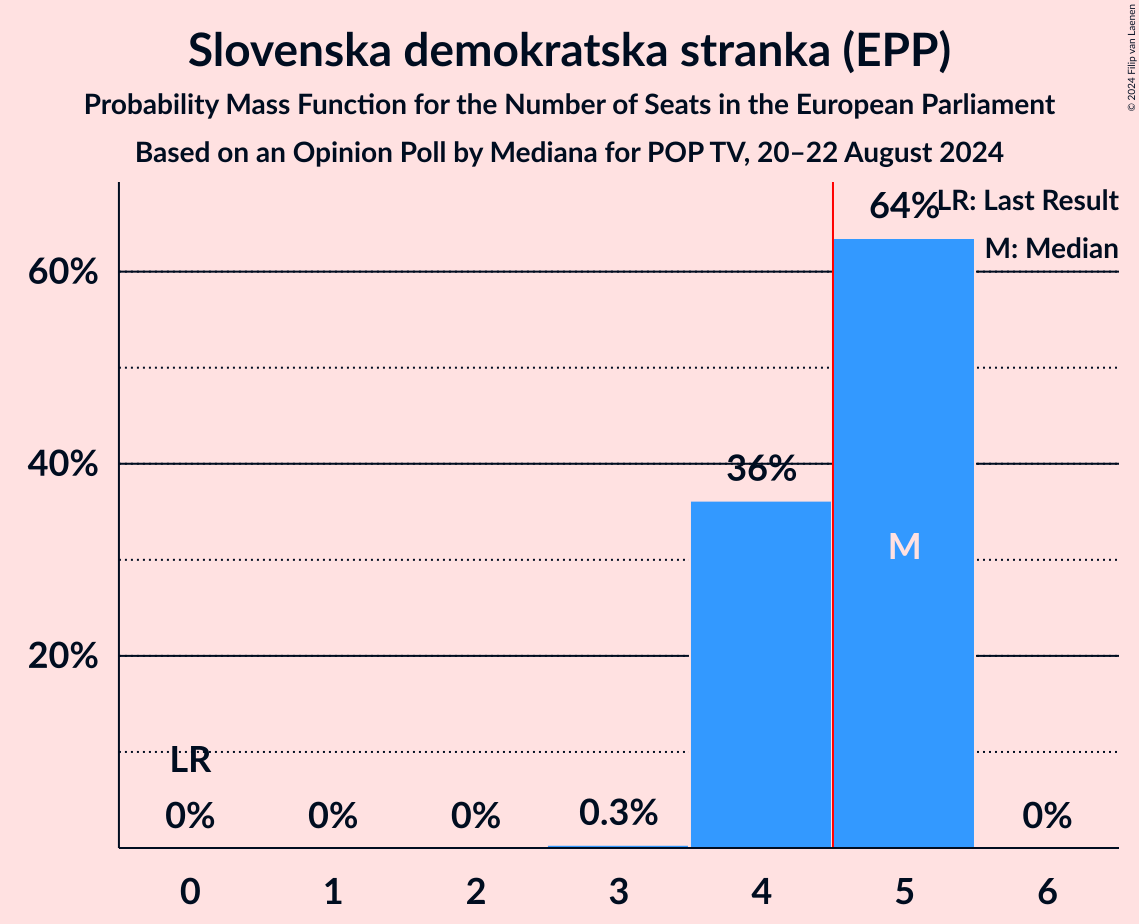 Slovenska demokratska stranka (EPP)
Probability Mass Function for the Number of Seats in the European Parliament
Based on an Opinion Poll by Mediana for POP TV, 20–22 August 2024
© 2024 Filip van Laenen
LR: Last Result
M: Median
64%
60%
40%
36%
M
20%
LR
0%
0%
0%
0.3%
0%
0
1
2
3
4
5
6